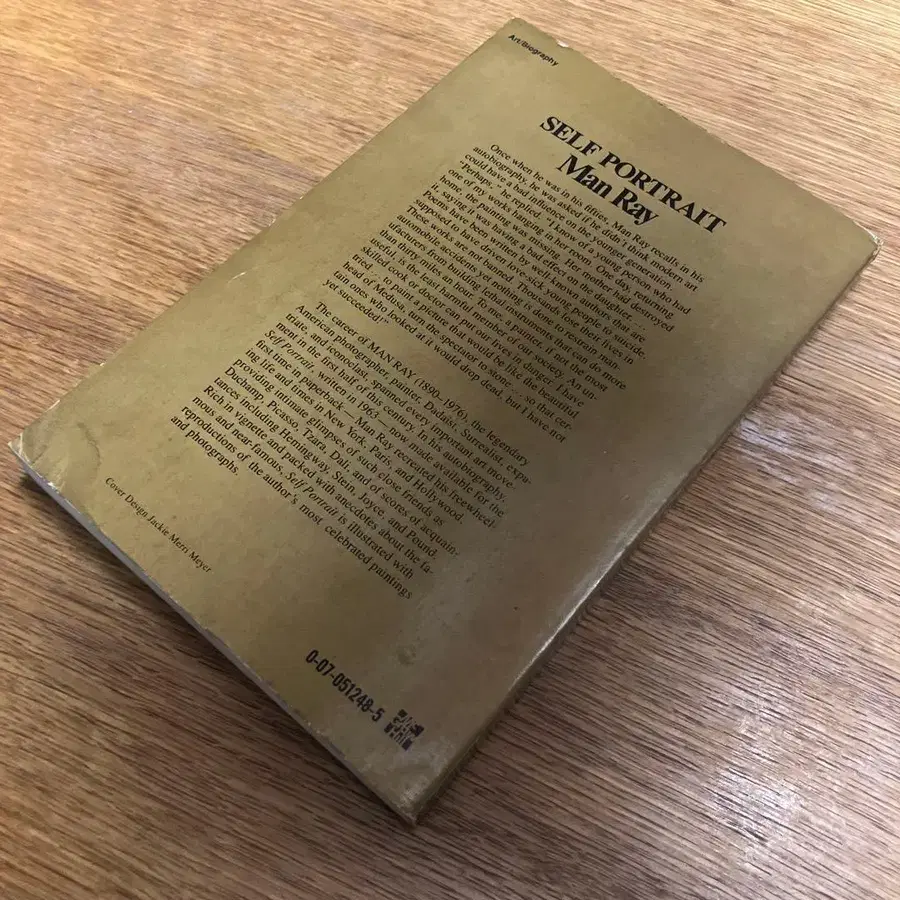 Art/Biography
SELF PORTRAIT
Man Ray
Once when he was in his fifties, Man Ray recalls in his
autobiography, he was asked if he didn't think modern art
could have a bad influence on the younger generation.
"Perhaps," he replied. "I know of a young person who had
one of my works hanging in her room. One day, returning
home, the painting was missing. Her mother had destroyed
it, saying it was having a bad effect on the daughter ...
Poems have been written by well known authors that are
supposed to have driven love-sick young people to suicide.
These works are not banned. Thousands lose their lives in
automobile accidents yet nothing is done to restrain man-
ufacturers from building lethal instruments that can do more
than thirty miles an hour. To me, a painter, if not the most
useful, is the least harmful member of our society. An un-
skilled cook or doctor can put our lives in danger. I have
tried ... to paint a picture that would be like the beautiful
head of Medusa, turn the spectator to stone ... so that cer-
tain ones who looked at it would drop dead, but I have not
yet succeeded!"
The career of MAN RAY (1890–1976), the legendary
American photographer, painter, Dadaist, Surrealist, expa-
triate, and iconoclast, spanned every important art move-
ment in the first half of this century. In his autobiography,
Self Portrait, written in 1963—now made available for the
first time in paperback—Man Ray recreated his freewheel-
ing life and times in New York, Paris, and Hollywood,
providing intimate glimpses of such close friends as
Duchamp, Picasso, Tzara, Dali, and of scores of acquain-
tances including Hemingway, Stein, Joyce, and Pound.
Rich in vignette and packed with anecdotes about the fa-
mous and near famous, Self Portrait is illustrated with
reproductions of the author's most celebrated paintings
and photographs.
Cover Design Jackie Merri Meyer
0-07-051248-5